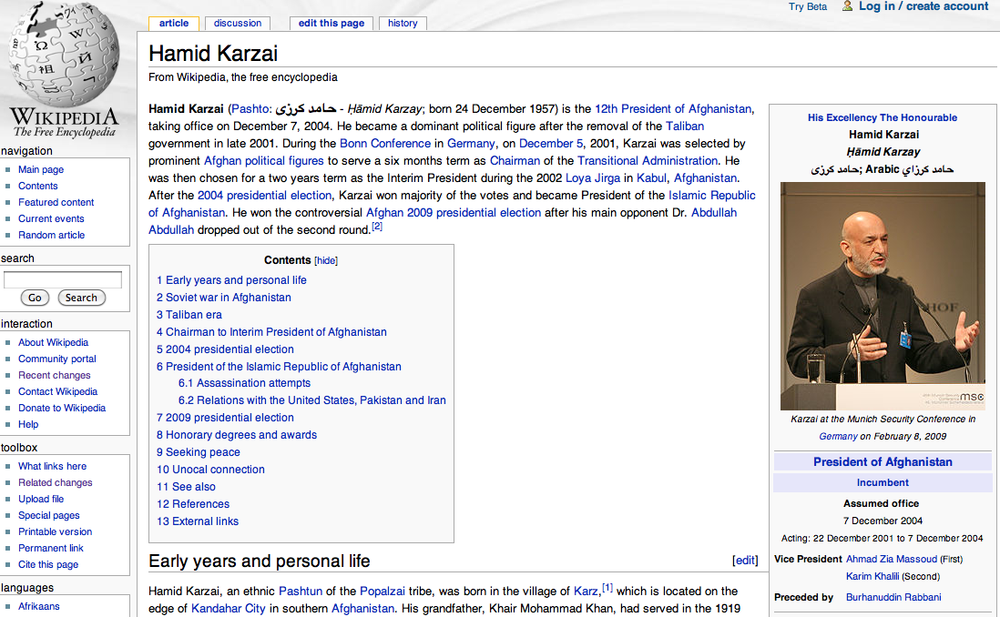 Try Beta
Log in / create account
article
discussion
edit this page
history
WIKIPEDIA
The Free Encyclopedia
navigation
Main page
Contents
Featured content
Current events
Random article
search
Go
Search
interaction
About Wikipedia
Community portal
Recent changes
Contact Wikipedia
Donate to Wikipedia
Help
toolbox
What links here
Related changes
Upload file
Special pages
Printable version
Permanent link
Cite this page
languages
Afrikaans
Hamid Karzai
From Wikipedia, the free encyclopedia
Hamid Karzai (Pashto: حامد کرزی - Ḥāmid Karzay; born 24 December 1957) is the 12th President of Afghanistan,
taking office on December 7, 2004. He became a dominant political figure after the removal of the Taliban
government in late 2001. During the Bonn Conference in Germany, on December 5, 2001, Karzai was selected by
prominent Afghan political figures to serve a six months term as Chairman of the Transitional Administration. He
was then chosen for a two years term as the Interim President during the 2002 Loya Jirga in Kabul, Afghanistan.
After the 2004 presidential election, Karzai won majority of the votes and became President of the Islamic Republic
of Afghanistan. He won the controversial Afghan 2009 presidential election after his main opponent Dr. Abdullah
Abdullah dropped out of the second round.[2]
Contents [hide]
1 Early years and personal life
2 Soviet war in Afghanistan
3 Taliban era
4 Chairman to Interim President of Afghanistan
5 2004 presidential election
6 President of the Islamic Republic of Afghanistan
6.1 Assassination attempts
6.2 Relations with the United States, Pakistan and Iran
7 2009 presidential election
8 Honorary degrees and awards
9 Seeking peace
10 Unocal connection
11 See also
12 References
13 External links
Early years and personal life
[edit]
Hamid Karzai, an ethnic Pashtun of the Popalzai tribe, was born in the village of Karz,[1] which is located on the
edge of Kandahar City in southern Afghanistan. His grandfather, Khair Mohammad Khan, had served in the 1919
His Excellency The Honourable
Hamid Karzai
Ḥāmid Karzay
حامد کرزی; Arabic حامد كرزاي
HOF
msc
Karzai at the Munich Security Conference in
Germany on February 8, 2009
President of Afghanistan
Incumbent
Assumed office
7 December 2004
Acting: 22 December 2001 to 7 December 2004
Vice President Ahmad Zia Massoud (First)
Karim Khalili (Second)
Preceded by Burhanuddin Rabbani